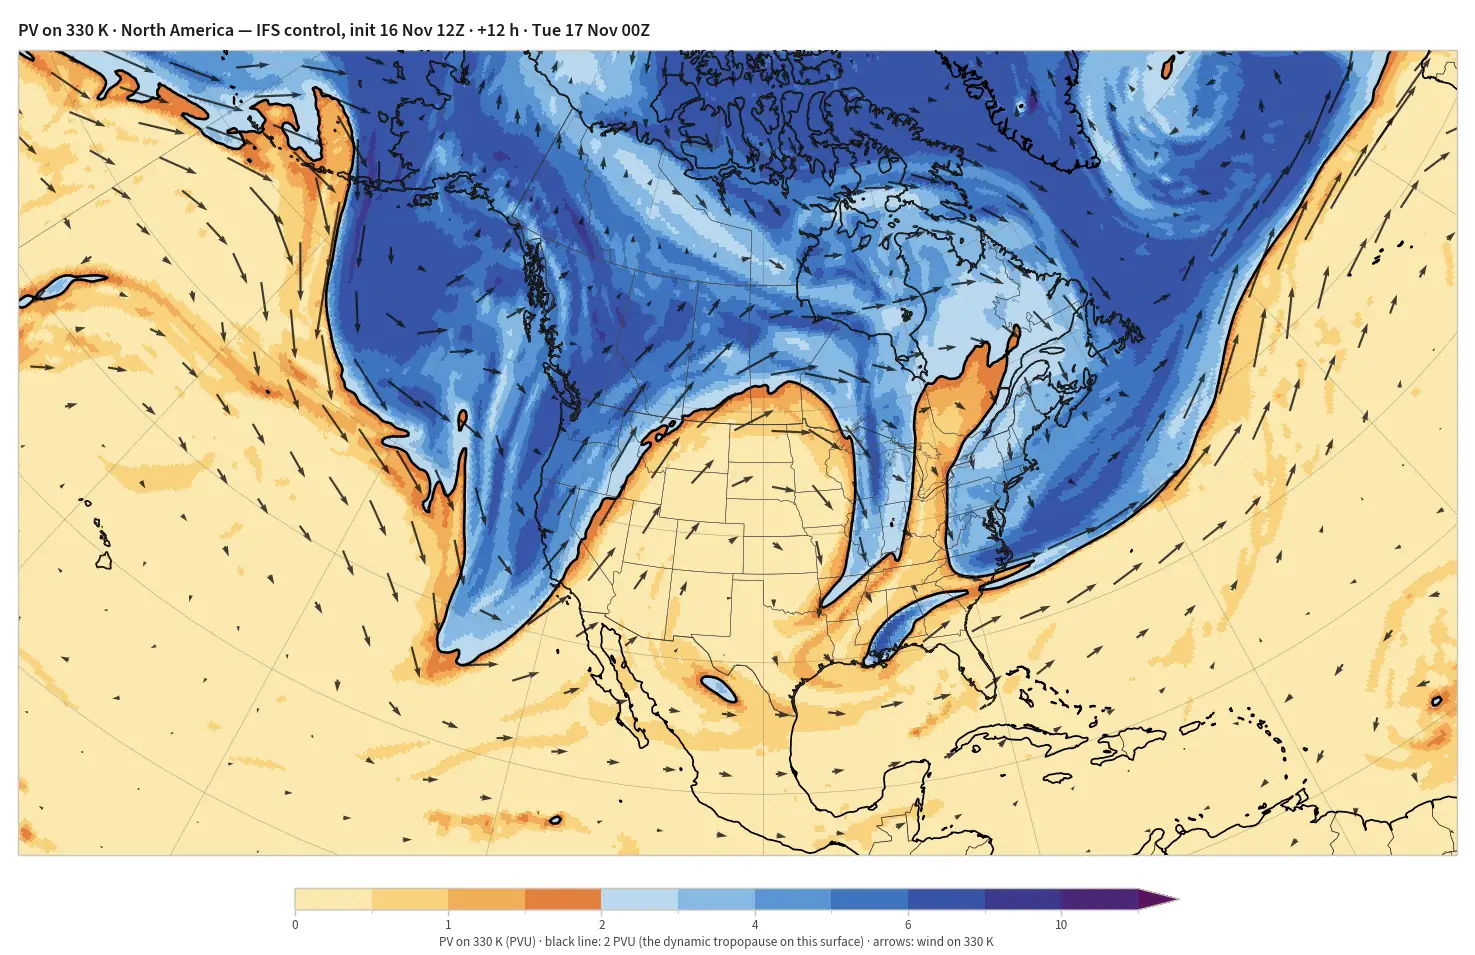 PV on 330 K · North America — IFS control, init 16 Nov 12Z · +12 h · Tue 17 Nov 00Z
0 1 2 4 6 10
PV on 330 K (PVU) · black line: 2 PVU (the dynamic tropopause on this surface) · arrows: wind on 330 K